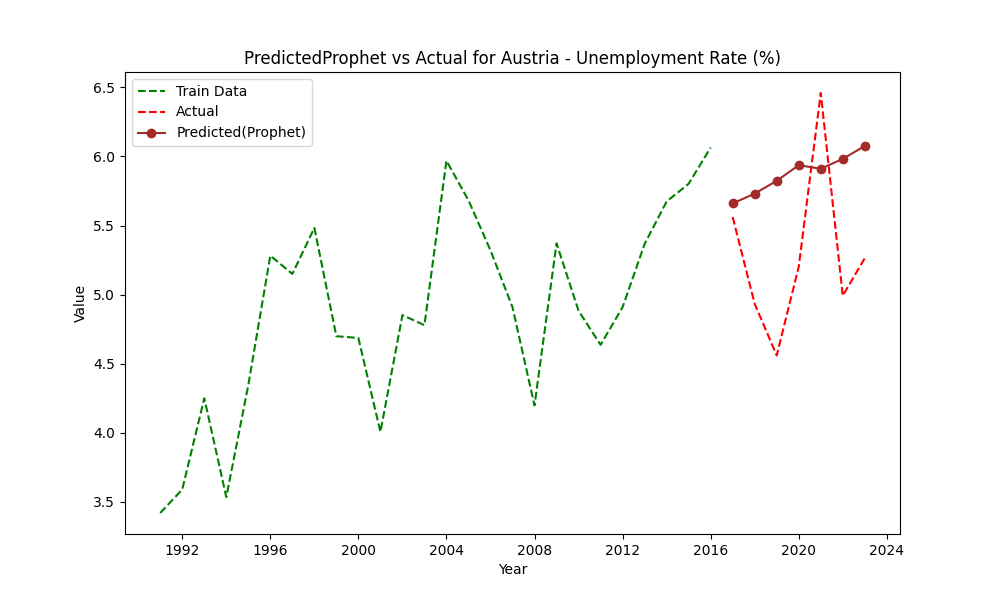 PredictedProphet vs Actual for Austria - Unemployment Rate (%)
Train Data
Actual
Predicted(Prophet)
6.5
6.0
5.5
5.0
4.5
4.0
3.5
Value
1992 1996 2000 2004 2008 2012 2016 2020 2024
Year